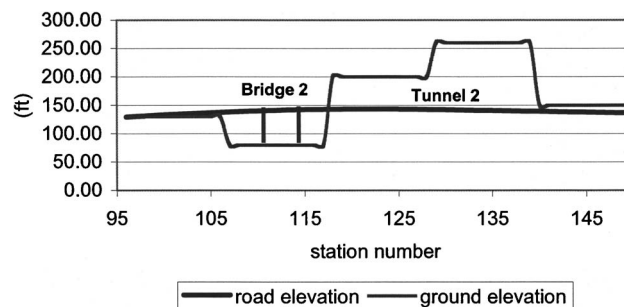 300.00
250.00
200.00
150.00
100.00
50.00
0.00
(ft)
Bridge 2
Tunnel 2
95 105 115 125 135 145
station number
road elevation ground elevation